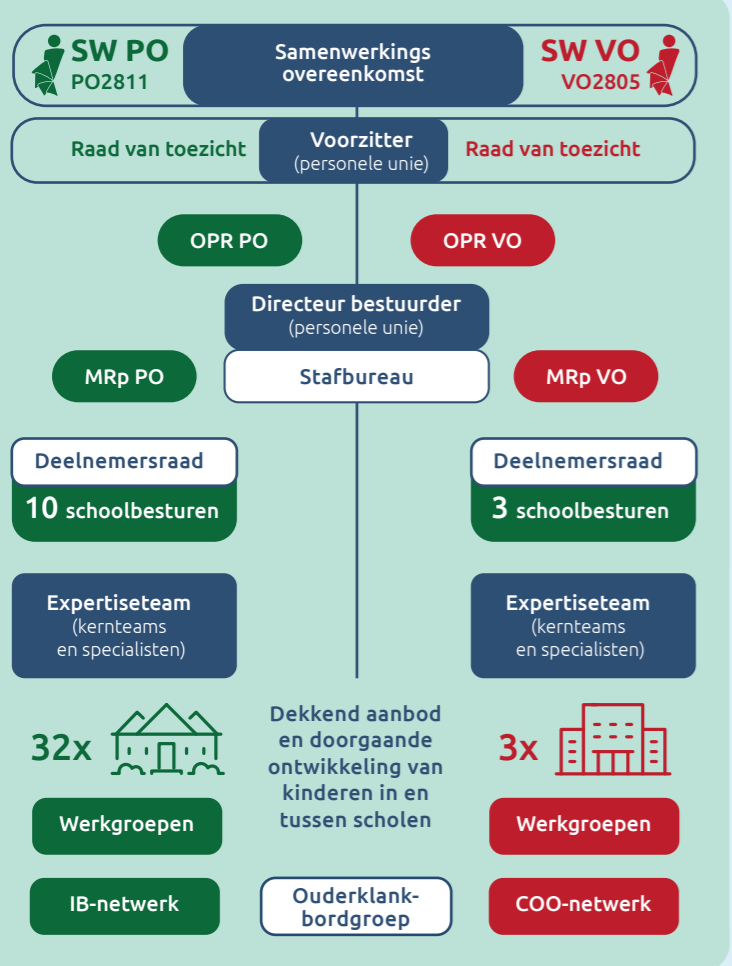 SW PO
PO2811
Samenwerkings
overeenkomst
SW VO
VO2805
Raad van toezicht
Voorzitter
(personele unie)
Raad van toezicht
OPR PO
OPR VO
Directeur bestuurder
(personele unie)
MRp PO
Stafbureau
MRp VO
Deelnemersraad
10 schoolbesturen
Deelnemersraad
3 schoolbesturen
Expertiseteam
(kernteams
en specialisten)
Expertiseteam
(kernteams
en specialisten)
32x
Dekkend aanbod
en doorgaande
ontwikkeling van
kinderen in en
tussen scholen
3x
Werkgroepen
Werkgroepen
IB-netwerk
Ouderklank-
bordgroep
COO-netwerk